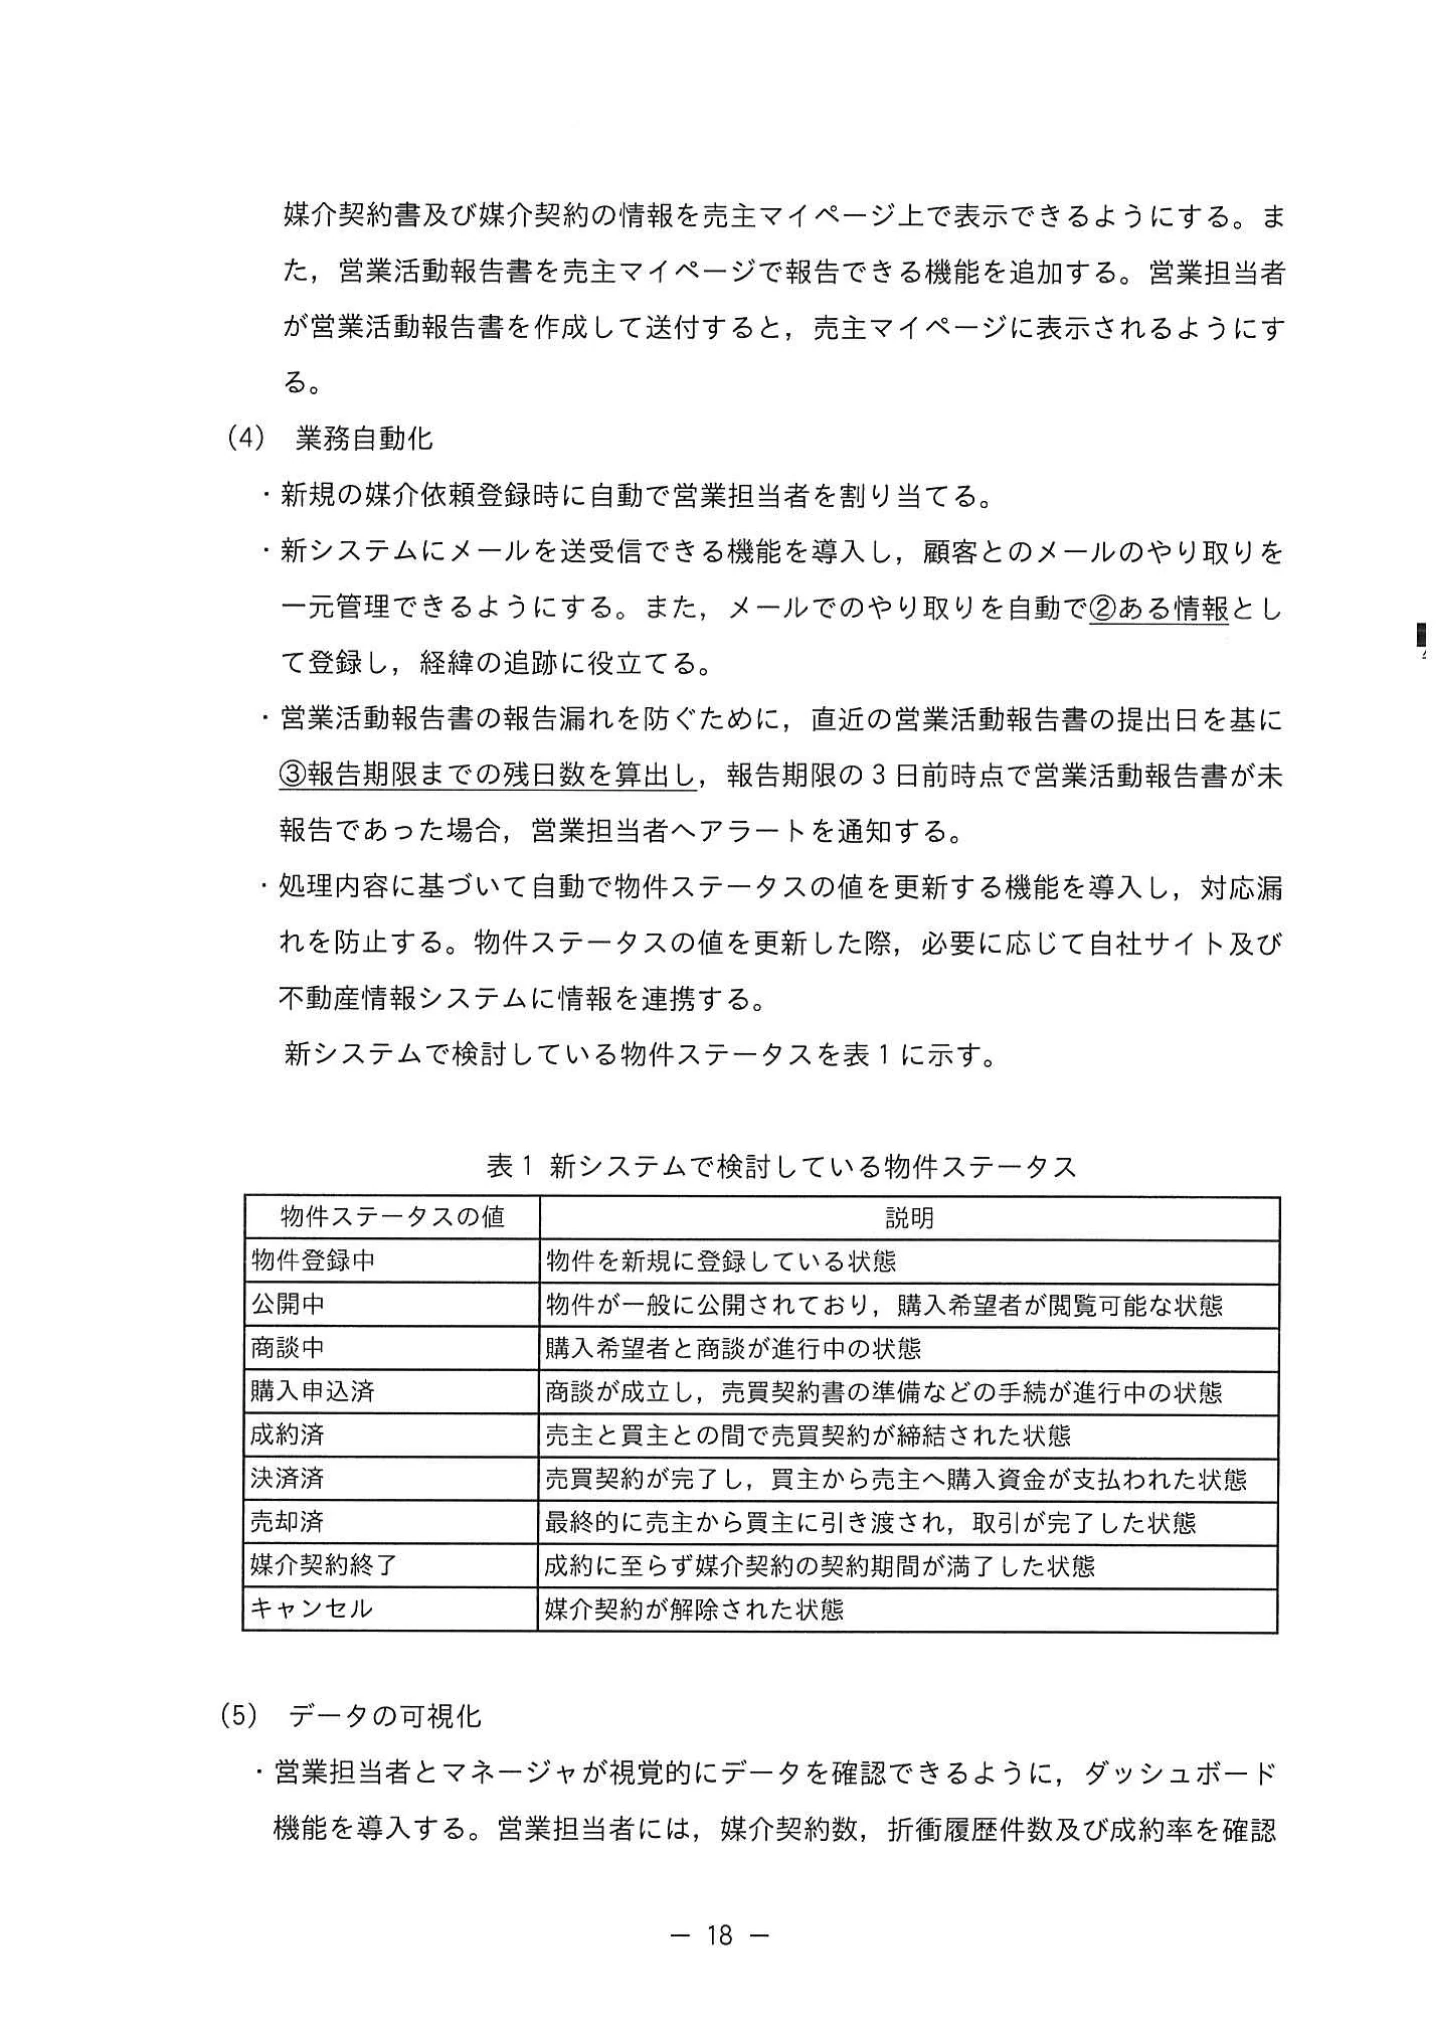 媒介契約書及び媒介契約の情報を売主マイページ上で表示できるようにする。ま
た，営業活動報告書を売主マイページで報告できる機能を追加する。営業担当者
が営業活動報告書を作成して送付すると，売主マイページに表示されるようにす
る。
(4) 業務自動化
・新規の媒介依頼登録時に自動で営業担当者を割り当てる。
・新システムにメールを送受信できる機能を導入し，顧客とのメールのやり取りを
一元管理できるようにする。また，メールでのやり取りを自動で②ある情報とし
て登録し，経緯の追跡に役立てる。
・営業活動報告書の報告漏れを防ぐために，直近の営業活動報告書の提出日を基に
③報告期限までの残日数を算出し，報告期限の 3 日前時点で営業活動報告書が未
報告であった場合，営業担当者へアラートを通知する。
・処理内容に基づいて自動で物件ステータスの値を更新する機能を導入し，対応漏
れを防止する。物件ステータスの値を更新した際，必要に応じて自社サイト及び
不動産情報システムに情報を連携する。
新システムで検討している物件ステータスを表 1 に示す。
表 1 新システムで検討している物件ステータス
物件ステータスの値 説明
物件登録中 物件を新規に登録している状態
公開中 物件が一般に公開されており，購入希望者が閲覧可能な状態
商談中 購入希望者と商談が進行中の状態
購入申込済 商談が成立し，売買契約書の準備などの手続が進行中の状態
成約済 売主と買主との間で売買契約が締結された状態
決済済 売買契約が完了し，買主から売主へ購入資金が支払われた状態
売却済 最終的に売主から買主に引き渡され，取引が完了した状態
媒介契約終了 成約に至らず媒介契約の契約期間が満了した状態
キャンセル 媒介契約が解除された状態
(5) データの可視化
・営業担当者とマネージャが視覚的にデータを確認できるように，ダッシュボード
機能を導入する。営業担当者には，媒介契約数，折衝履歴件数及び成約率を確認
－ 18 －